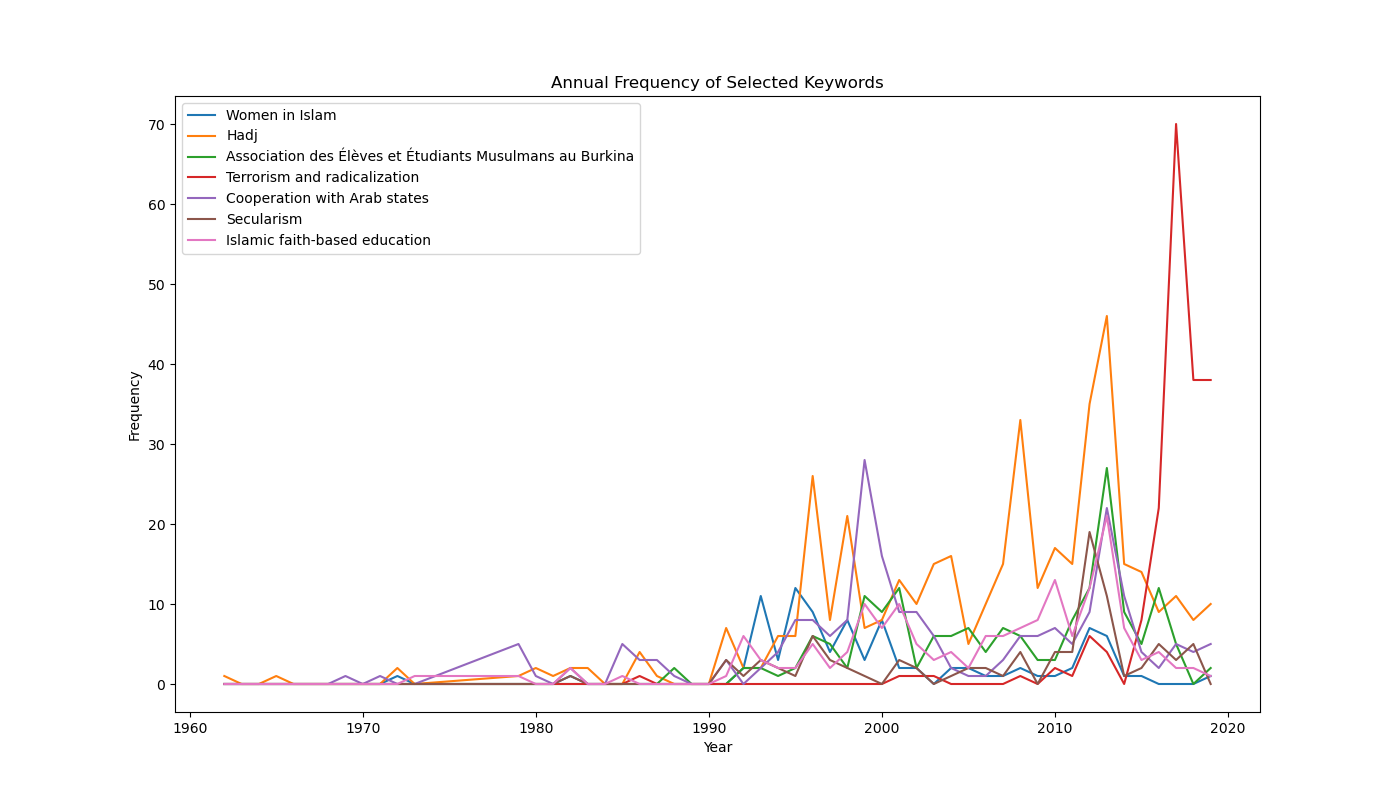 Annual Frequency of Selected Keywords
Women in Islam
Hadj
Association des Élèves et Étudiants Musulmans au Burkina
Terrorism and radicalization
Cooperation with Arab states
Secularism
Islamic faith-based education
70
60
50
40
30
20
10
0
Frequency
1960 1970 1980 1990 2000 2010 2020
Year